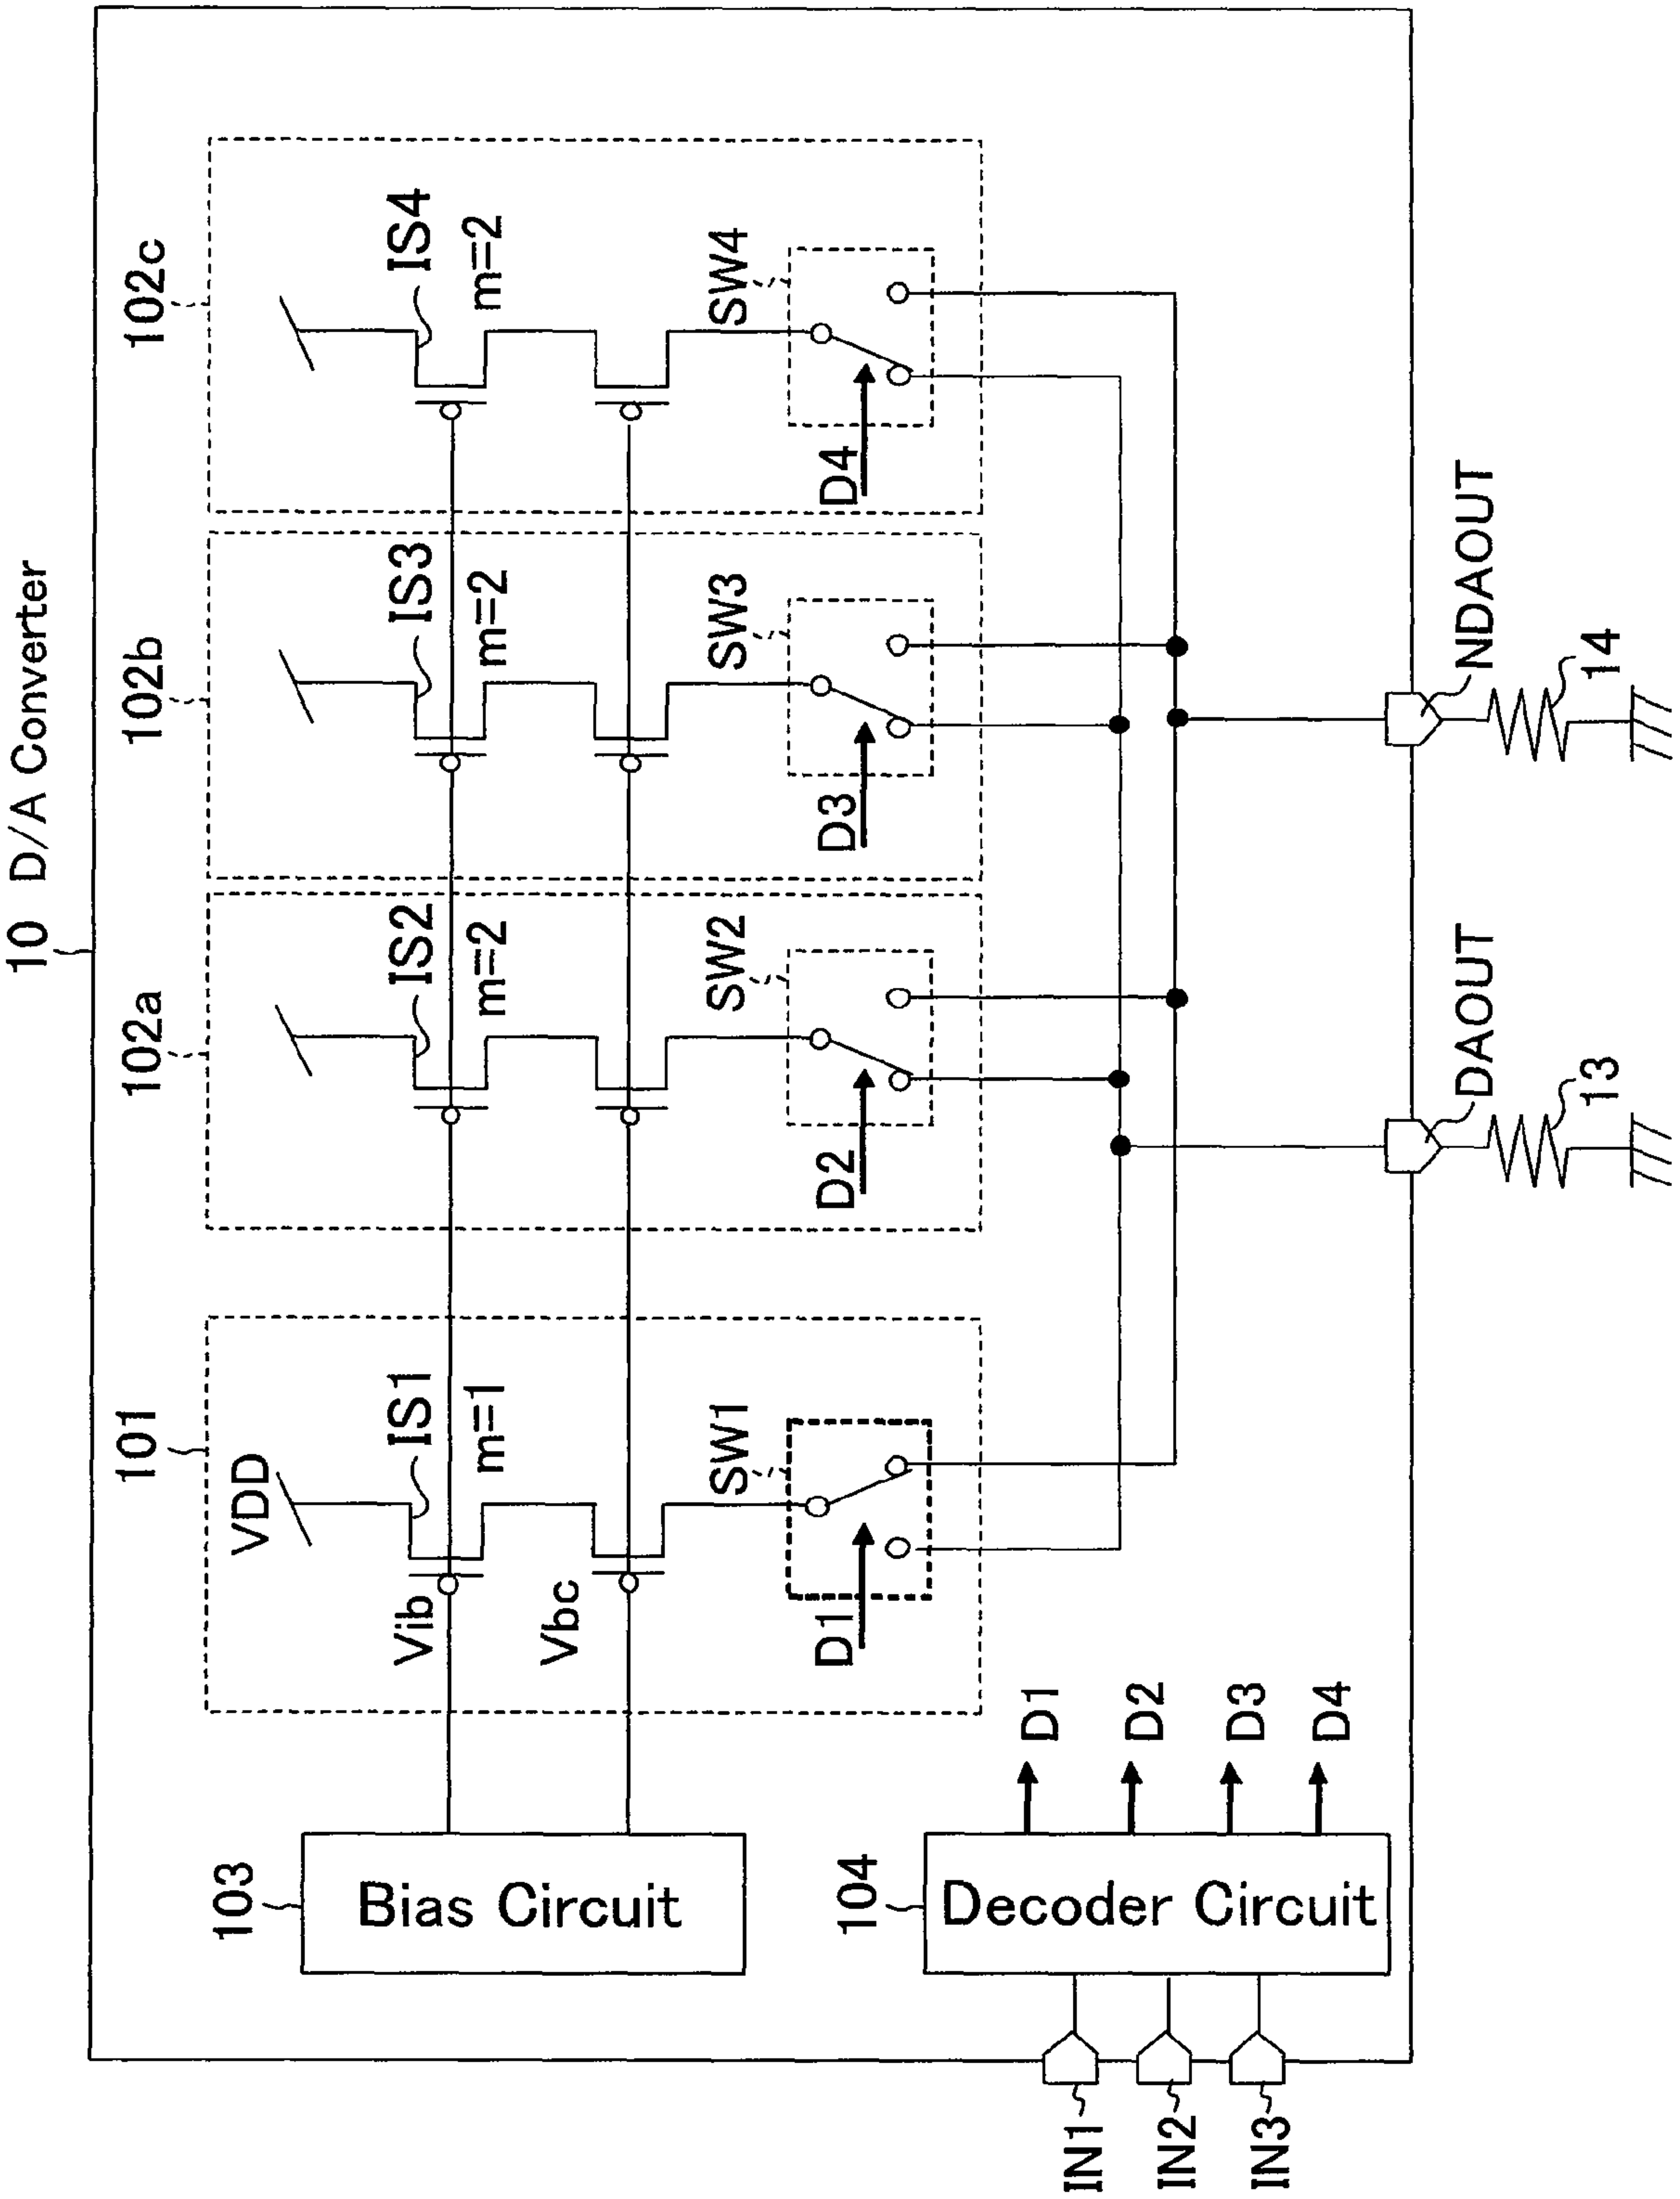 10 D/A Converter
101
102a
102b
102c
VDD
IS1
m=1
IS2
m=2
IS3
m=2
IS4
m=2
Vib
Vbc
103
Bias Circuit
SW1
SW2
SW3
SW4
D1
D2
D3
D4
104
Decoder Circuit
D1
D2
D3
D4
IN1
IN2
IN3
DAOUT
NDAOUT
13
14